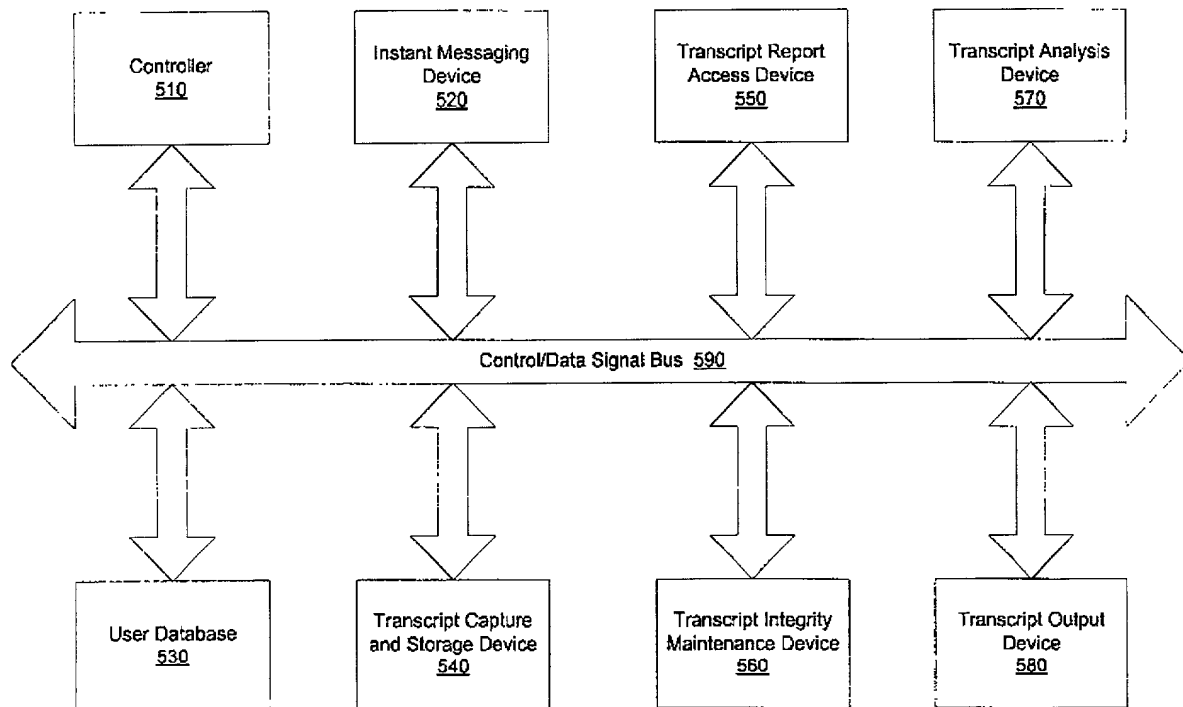 Controller
510
Instant Messaging
Device
520
Transcript Report
Access Device
550
Transcript Analysis
Device
570
Control/Data Signal Bus 590
User Database
530
Transcript Capture
and Storage Device
540
Transcript Integrity
Maintenance Device
560
Transcript Output
Device
580